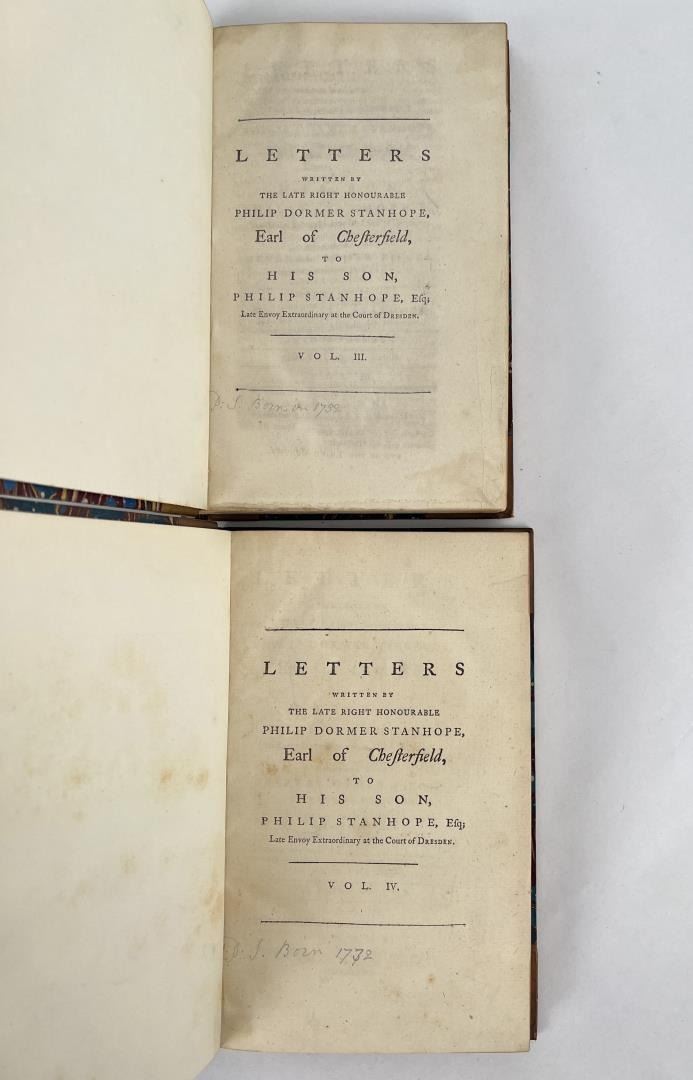 LETTERS
WRITTEN BY
THE LATE RIGHT HONOURABLE
PHILIP DORMER STANHOPE,
Earl of Cheſterfield,
TO
HIS SON,
PHILIP STANHOPE, Eſq;
Late Envoy Extraordinary at the Court of DRESDEN.
VOL. III.
P. S. Born in 1732
LETTERS
WRITTEN BY
THE LATE RIGHT HONOURABLE
PHILIP DORMER STANHOPE,
Earl of Cheſterfield,
TO
HIS SON,
PHILIP STANHOPE, Eſq;
Late Envoy Extraordinary at the Court of DRESDEN.
VOL. IV.
P. S. Born 1732